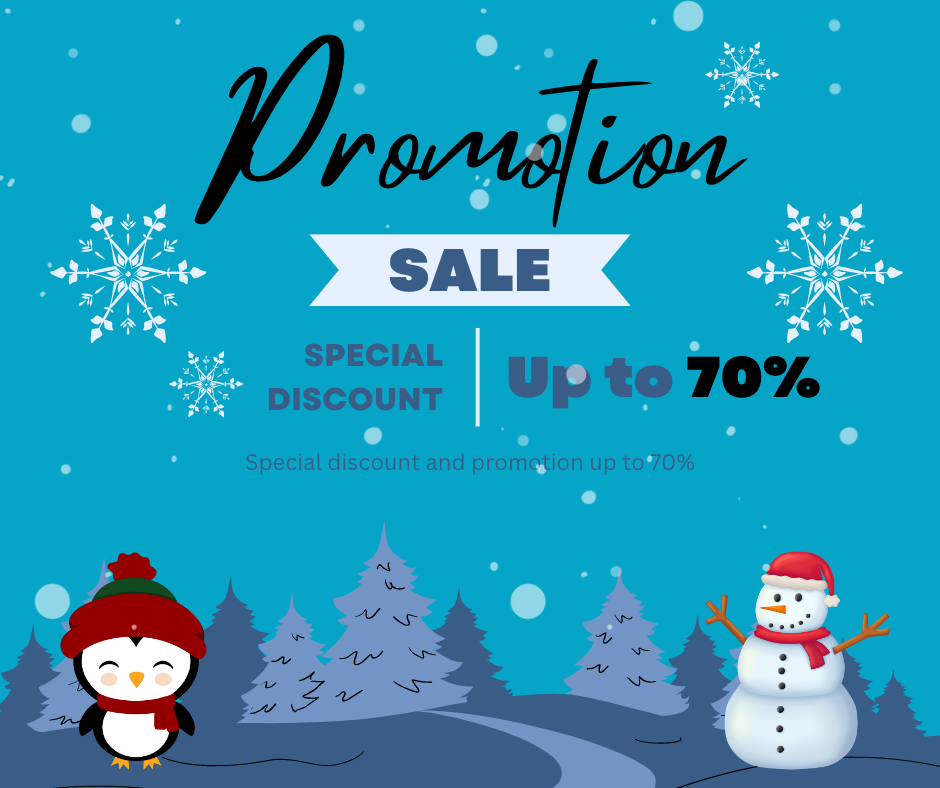 Promotion
SALE
SPECIAL
DISCOUNT
Up to 70%
Special discount and promotion up to 70%